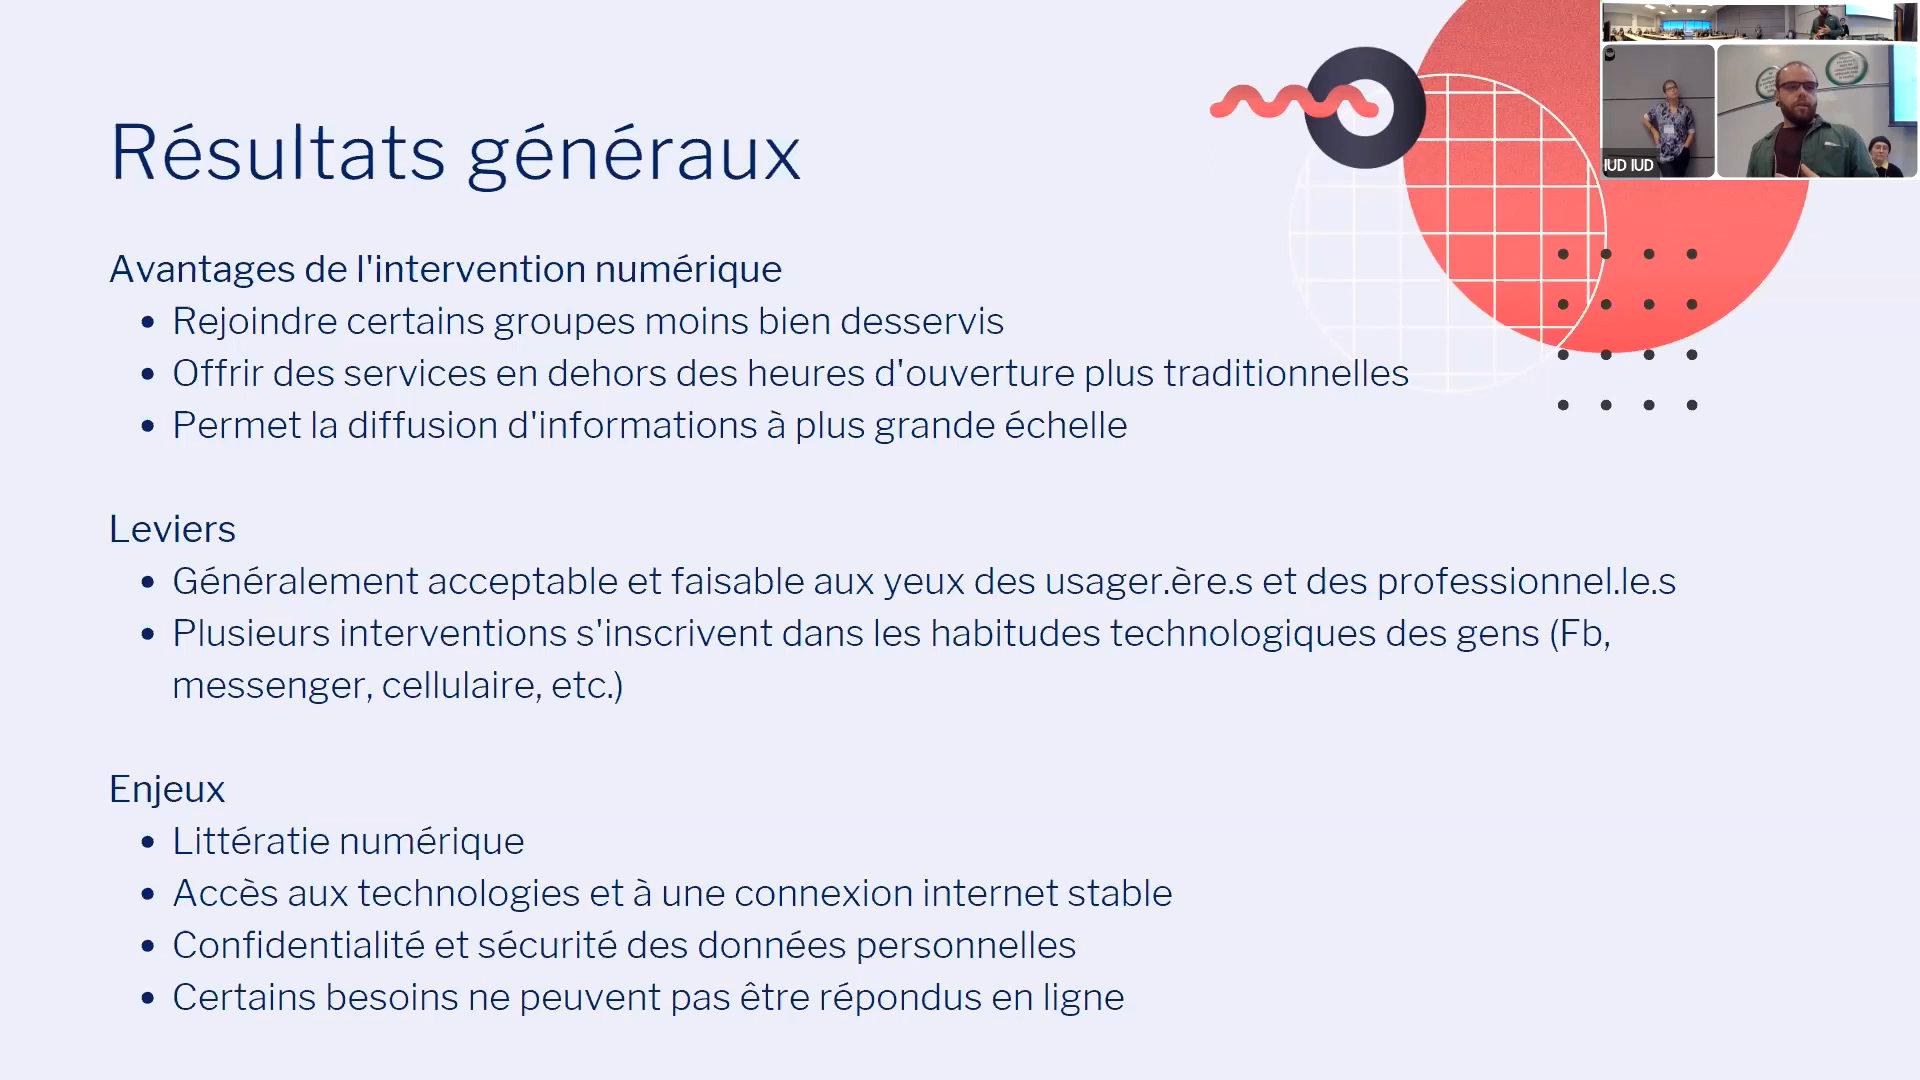 Résultats généraux
Avantages de l'intervention numérique
• Rejoindre certains groupes moins bien desservis
• Offrir des services en dehors des heures d'ouverture plus traditionnelles
• Permet la diffusion d'informations à plus grande échelle
Leviers
• Généralement acceptable et faisable aux yeux des usager.ère.s et des professionnel.le.s
• Plusieurs interventions s'inscrivent dans les habitudes technologiques des gens (Fb,
messenger, cellulaire, etc.)
Enjeux
• Littératie numérique
• Accès aux technologies et à une connexion internet stable
• Confidentialité et sécurité des données personnelles
• Certains besoins ne peuvent pas être répondus en ligne
IUD IUD